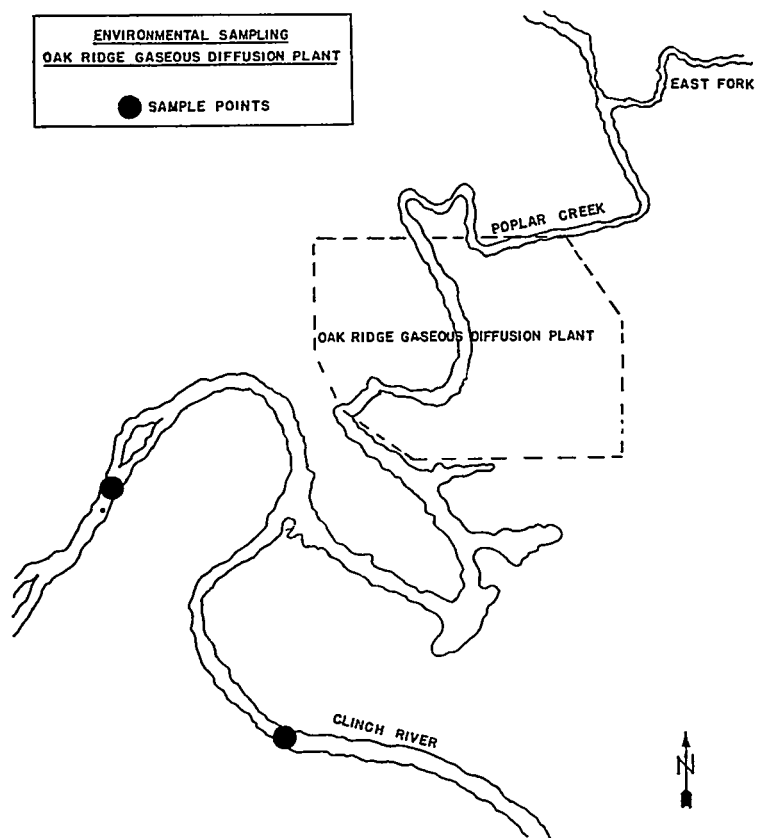 ENVIRONMENTAL SAMPLING
OAK RIDGE GASEOUS DIFFUSION PLANT
SAMPLE POINTS
EAST FORK
POPLAR CREEK
OAK RIDGE GASEOUS DIFFUSION PLANT
CLINCH RIVER
N